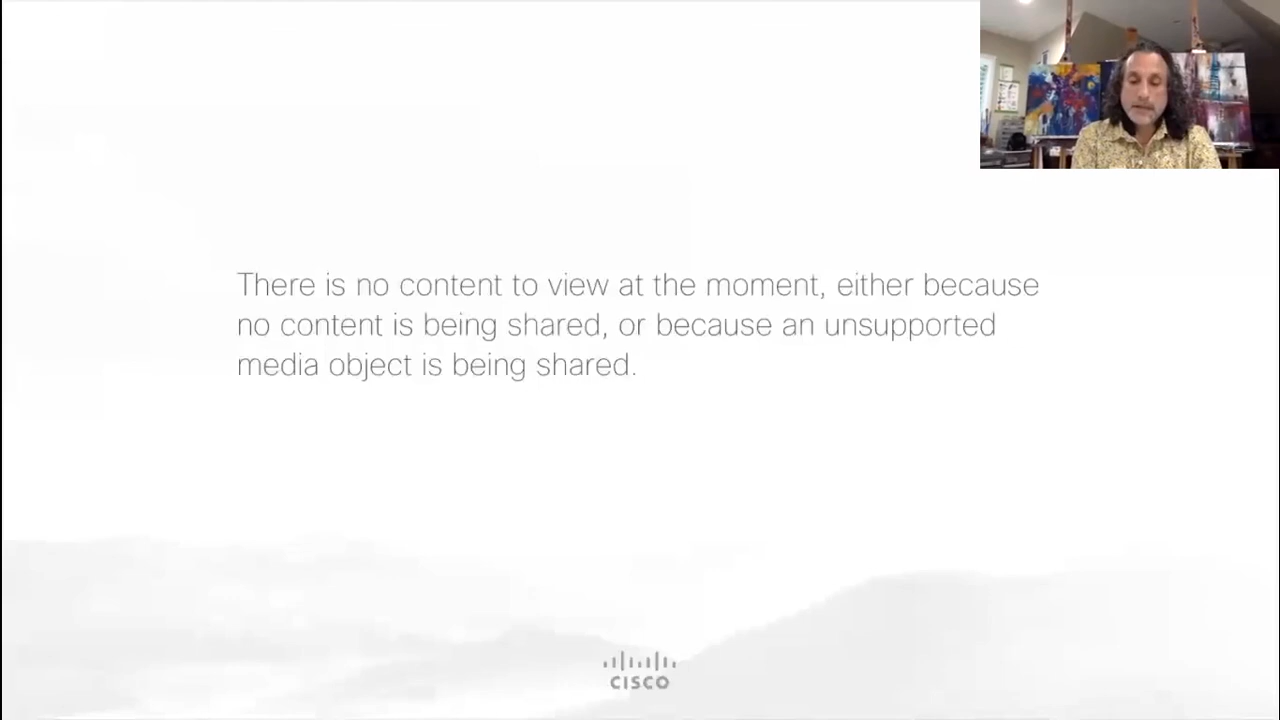 There is no content to view at the moment, either because
no content is being shared, or because an unsupported
media object is being shared.
CISCO